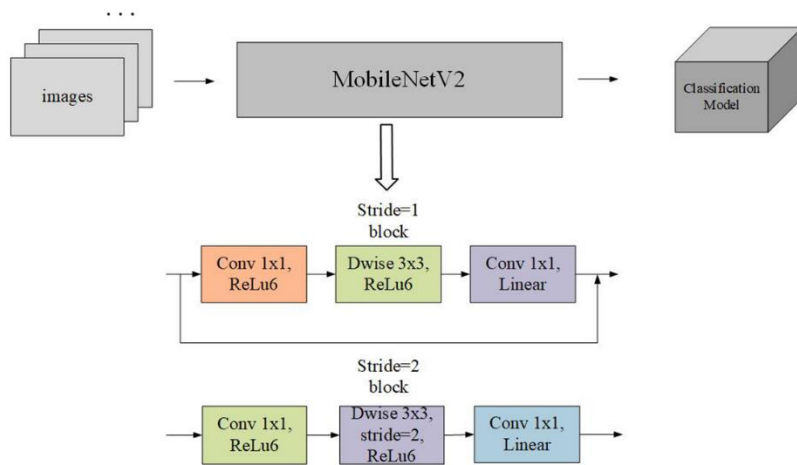 ...
images
MobileNetV2
Classification
Model
Stride=1
block
Conv 1x1,
ReLu6
Dwise 3x3,
ReLu6
Conv 1x1,
Linear
Stride=2
block
Conv 1x1,
ReLu6
Dwise 3x3,
stride=2,
ReLu6
Conv 1x1,
Linear